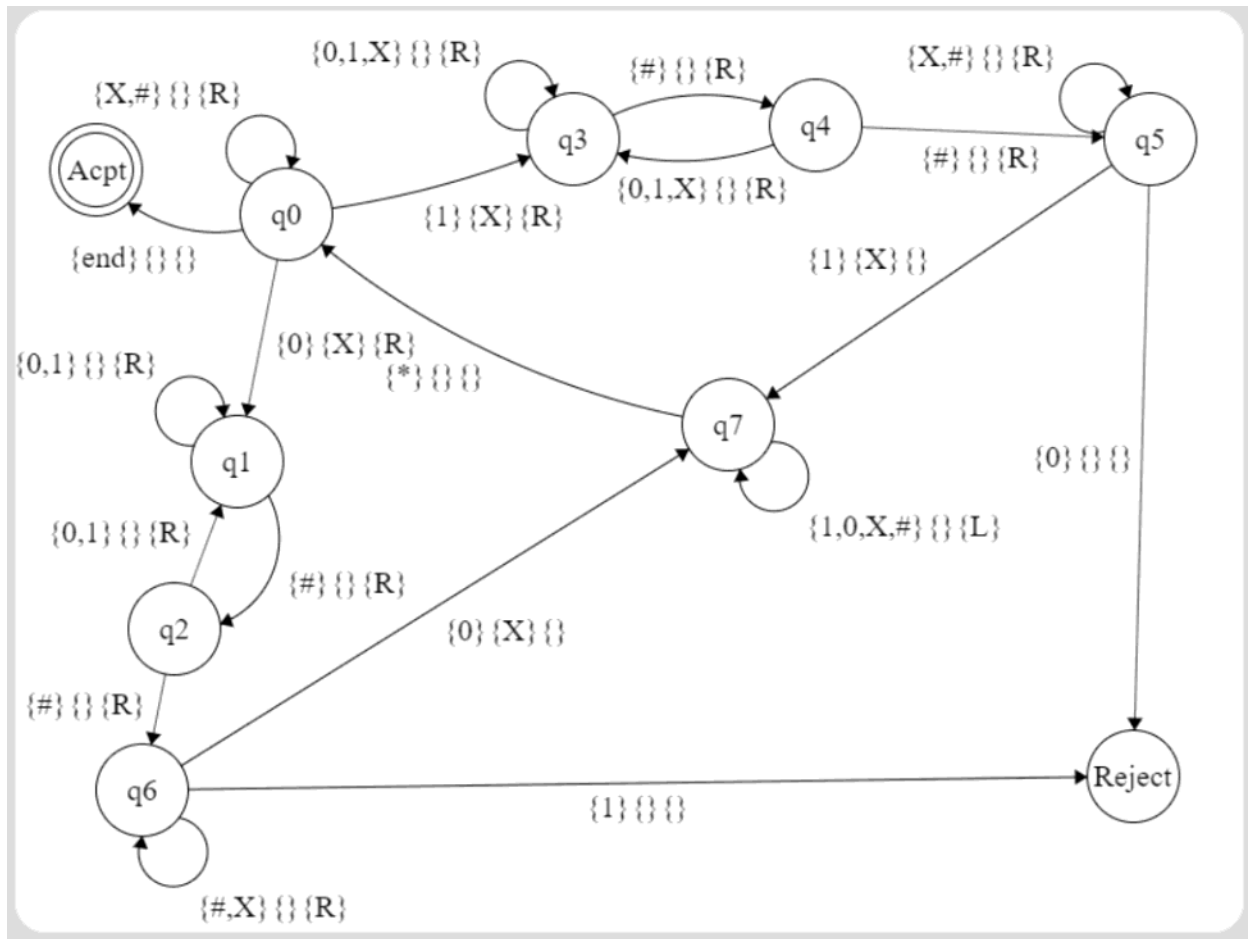 {0,1,X} {} {R}
{#} {} {R}
{X,#} {} {R}
{X,#} {} {R}
q3
q4
q5
Acpt
q0
{0,1,X} {} {R}
{#} {} {R}
{1} {X} {R}
{end} {} {}
{1} {X} {}
{0} {X} {R}
{*} {} {}
{0,1} {} {R}
q7
q1
{0} {} {}
{0,1} {} {R}
{1,0,X,#} {} {L}
{#} {} {R}
q2
{0} {X} {}
{#} {} {R}
q6
Reject
{1} {} {}
{#,X} {} {R}